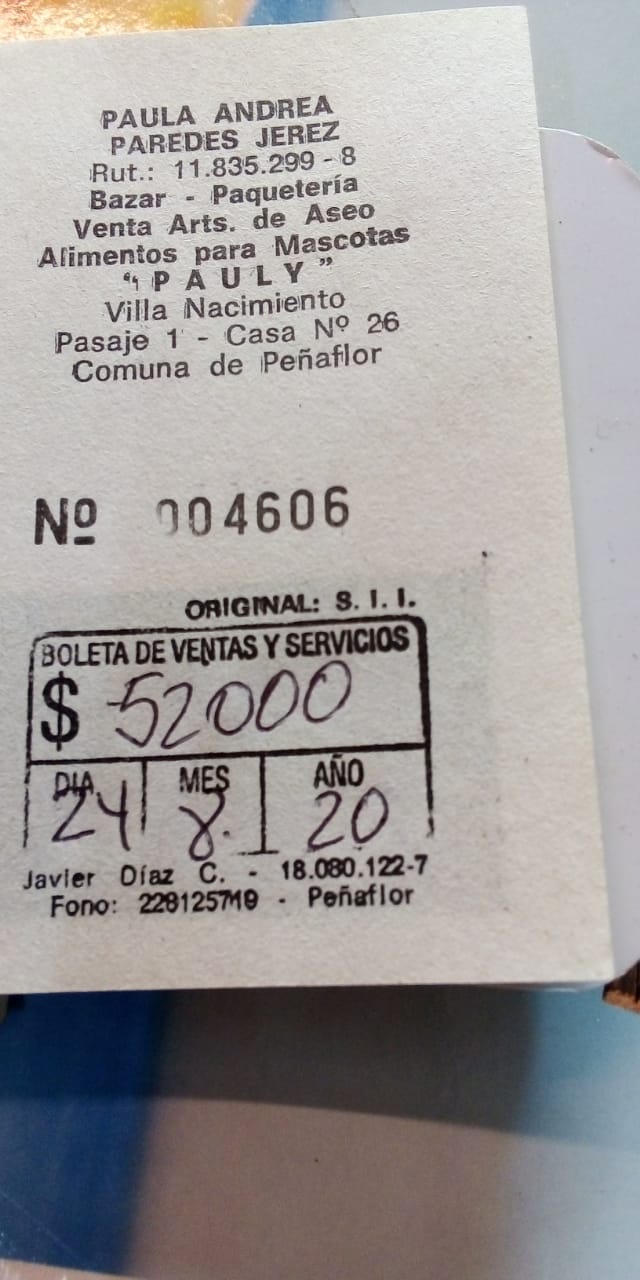 PAULA ANDREA
PAREDES JEREZ
Rut.: 11.835.299 - 8
Bazar - Paquetería
Venta Arts. de Aseo
Alimentos para Mascotas
“PAULY”
Villa Nacimiento
Pasaje 1 - Casa Nº 26
Comuna de Peñaflor
Nº 004606
ORIGINAL: S. I. I.
BOLETA DE VENTAS Y SERVICIOS
$ 52000
DIA MES AÑO
24 8. 20
Javier Díaz C. - 18.080.122-7
Fono: - Peñaflor